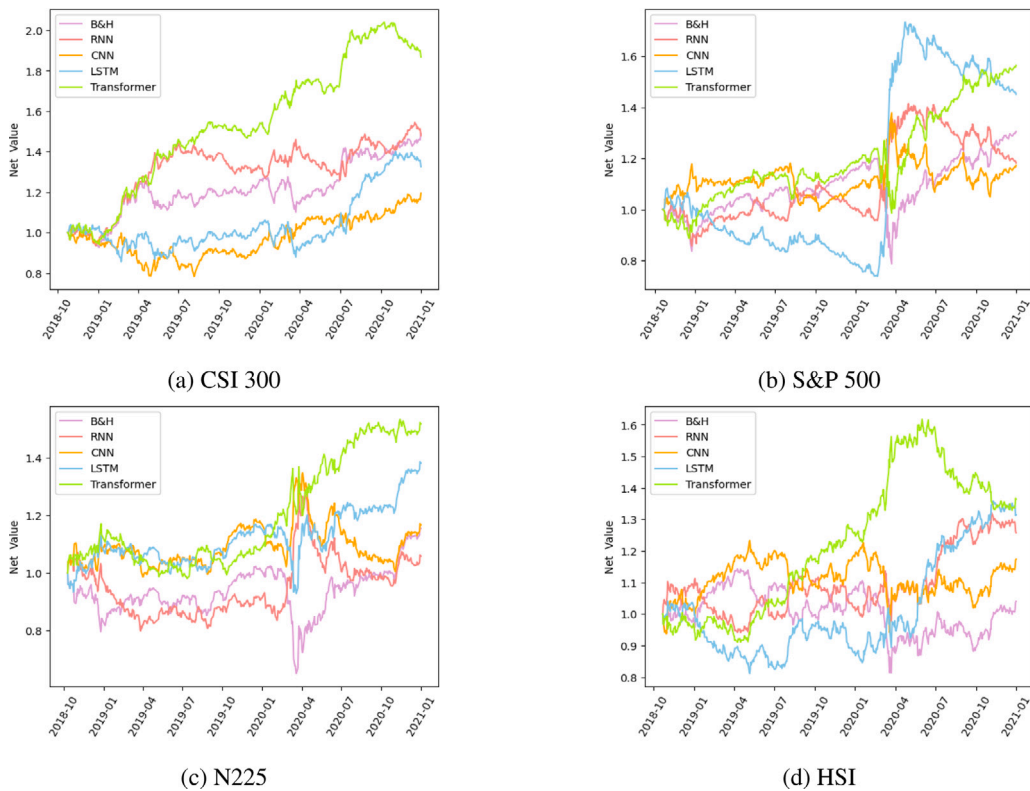 B&H
RNN
CNN
LSTM
Transformer
Net Value
2.0
1.8
1.6
1.4
1.2
1.0
0.8
2018-10
2019-01
2019-04
2019-07
2019-10
2020-01
2020-04
2020-07
2020-10
2021-01
(a) CSI 300
B&H
RNN
CNN
LSTM
Transformer
Net Value
1.6
1.4
1.2
1.0
0.8
2018-10
2019-01
2019-04
2019-07
2019-10
2020-01
2020-04
2020-07
2020-10
2021-01
(b) S&P 500
B&H
RNN
CNN
LSTM
Transformer
Net Value
1.4
1.2
1.0
0.8
2018-10
2019-01
2019-04
2019-07
2019-10
2020-01
2020-04
2020-07
2020-10
2021-01
(c) N225
B&H
RNN
CNN
LSTM
Transformer
Net Value
1.6
1.5
1.4
1.3
1.2
1.1
1.0
0.9
0.8
2018-10
2019-01
2019-04
2019-07
2019-10
2020-01
2020-04
2020-07
2020-10
2021-01
(d) HSI